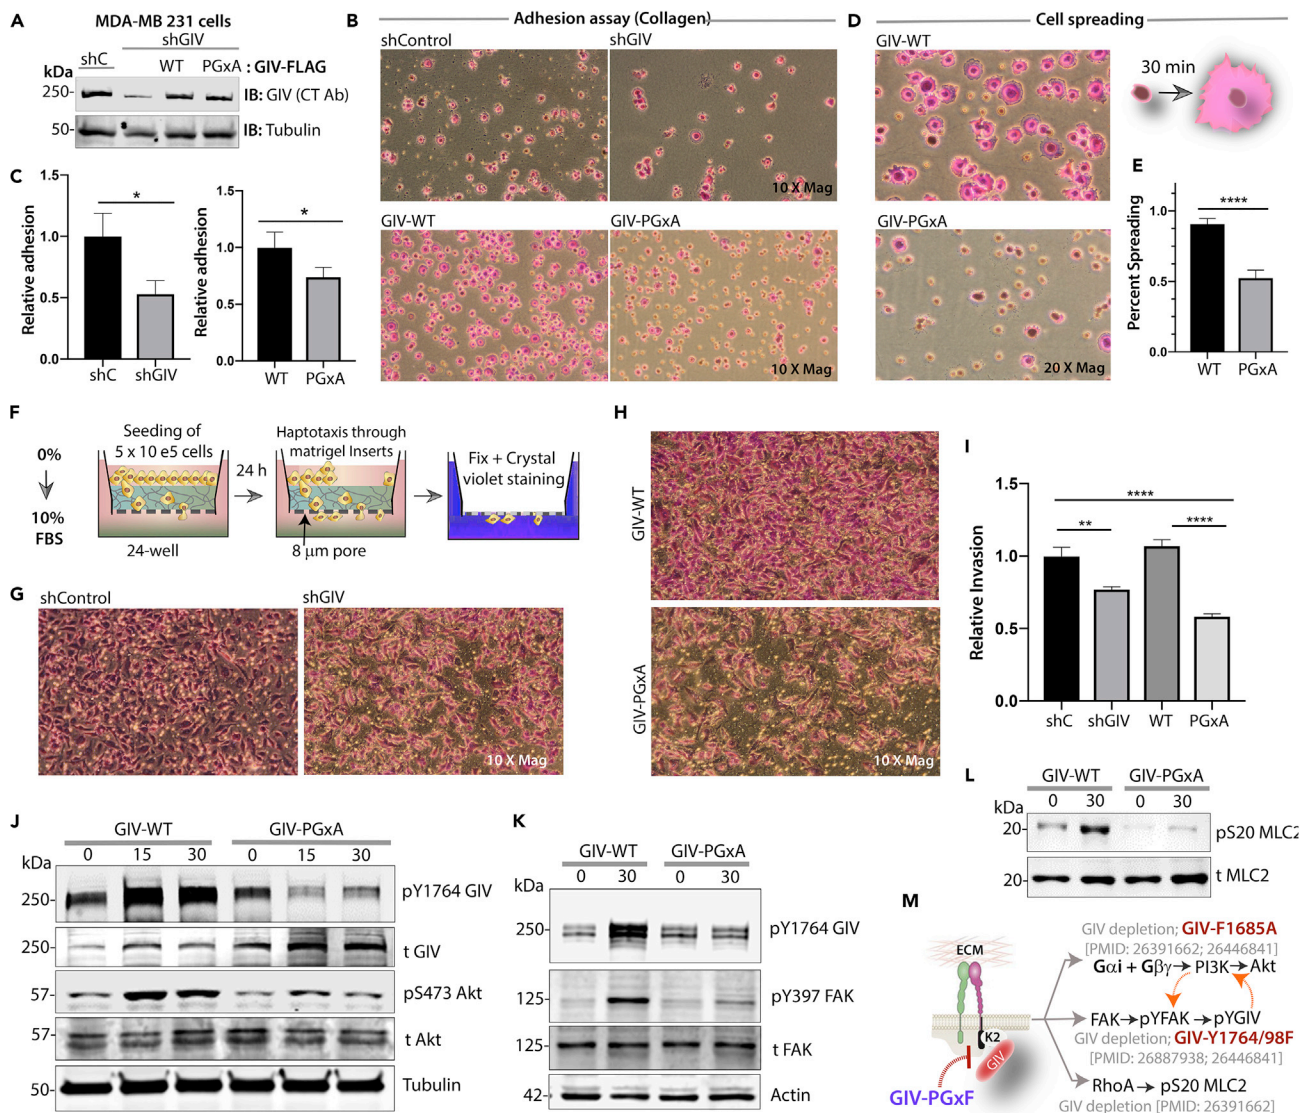 A
MDA-MB 231 cells
shGIV
shC
WT PGxA : GIV-FLAG
kDa
250- IB: GIV (CT Ab)
50- IB: Tubulin
B
Adhesion assay (Collagen)
shControl shGIV
10 X Mag
GIV-WT GIV-PGxA
10 X Mag 10 X Mag
C
Relative adhesion
1.5
1.0
0.5
0.0
*
shC shGIV
Relative adhesion
1.5
1.0
0.5
0.0
*
WT PGxA
D
Cell spreading
GIV-WT
30 min
GIV-PGxA
20 X Mag
E
Percent Spreading
1.0
0.5
0.0
****
WT PGxA
F
0%
10%
FBS
Seeding of
5 x 10 e5 cells
24-well
24 h
Haptotaxis through
matrigel Inserts
8 μm pore
Fix + Crystal
violet staining
G
shControl shGIV
10 X Mag
H
GIV-WT
GIV-PGxA
10 X Mag
I
Relative Invasion
1.5
1.0
0.5
0.0
****
** ****
shC shGIV WT PGxA
J
GIV-WT GIV-PGxA
0 15 30 0 15 30
kDa
250 pY1764 GIV
250- t GIV
57- pS473 Akt
57- t Akt
50- Tubulin
K
GIV-WT GIV-PGxA
0 30 0 30
kDa
250- pY1764 GIV
125- pY397 FAK
125- t FAK
42- Actin
L
GIV-WT GIV-PGxA
0 30 0 30
kDa
20- pS20 MLC2
20- t MLC2
M
ECM
K2
GIV
GIV-PGxF
GIV depletion; GIV-F1685A
[PMID: 26391662; 26446841]
Gαi + Gβγ→PI3K→Akt
FAK→pYFAK→pYGIV
GIV depletion; GIV-Y1764/98F
[PMID: 26887938; 26446841]
RhoA→pS20 MLC2
GIV depletion [PMID: 26391662]